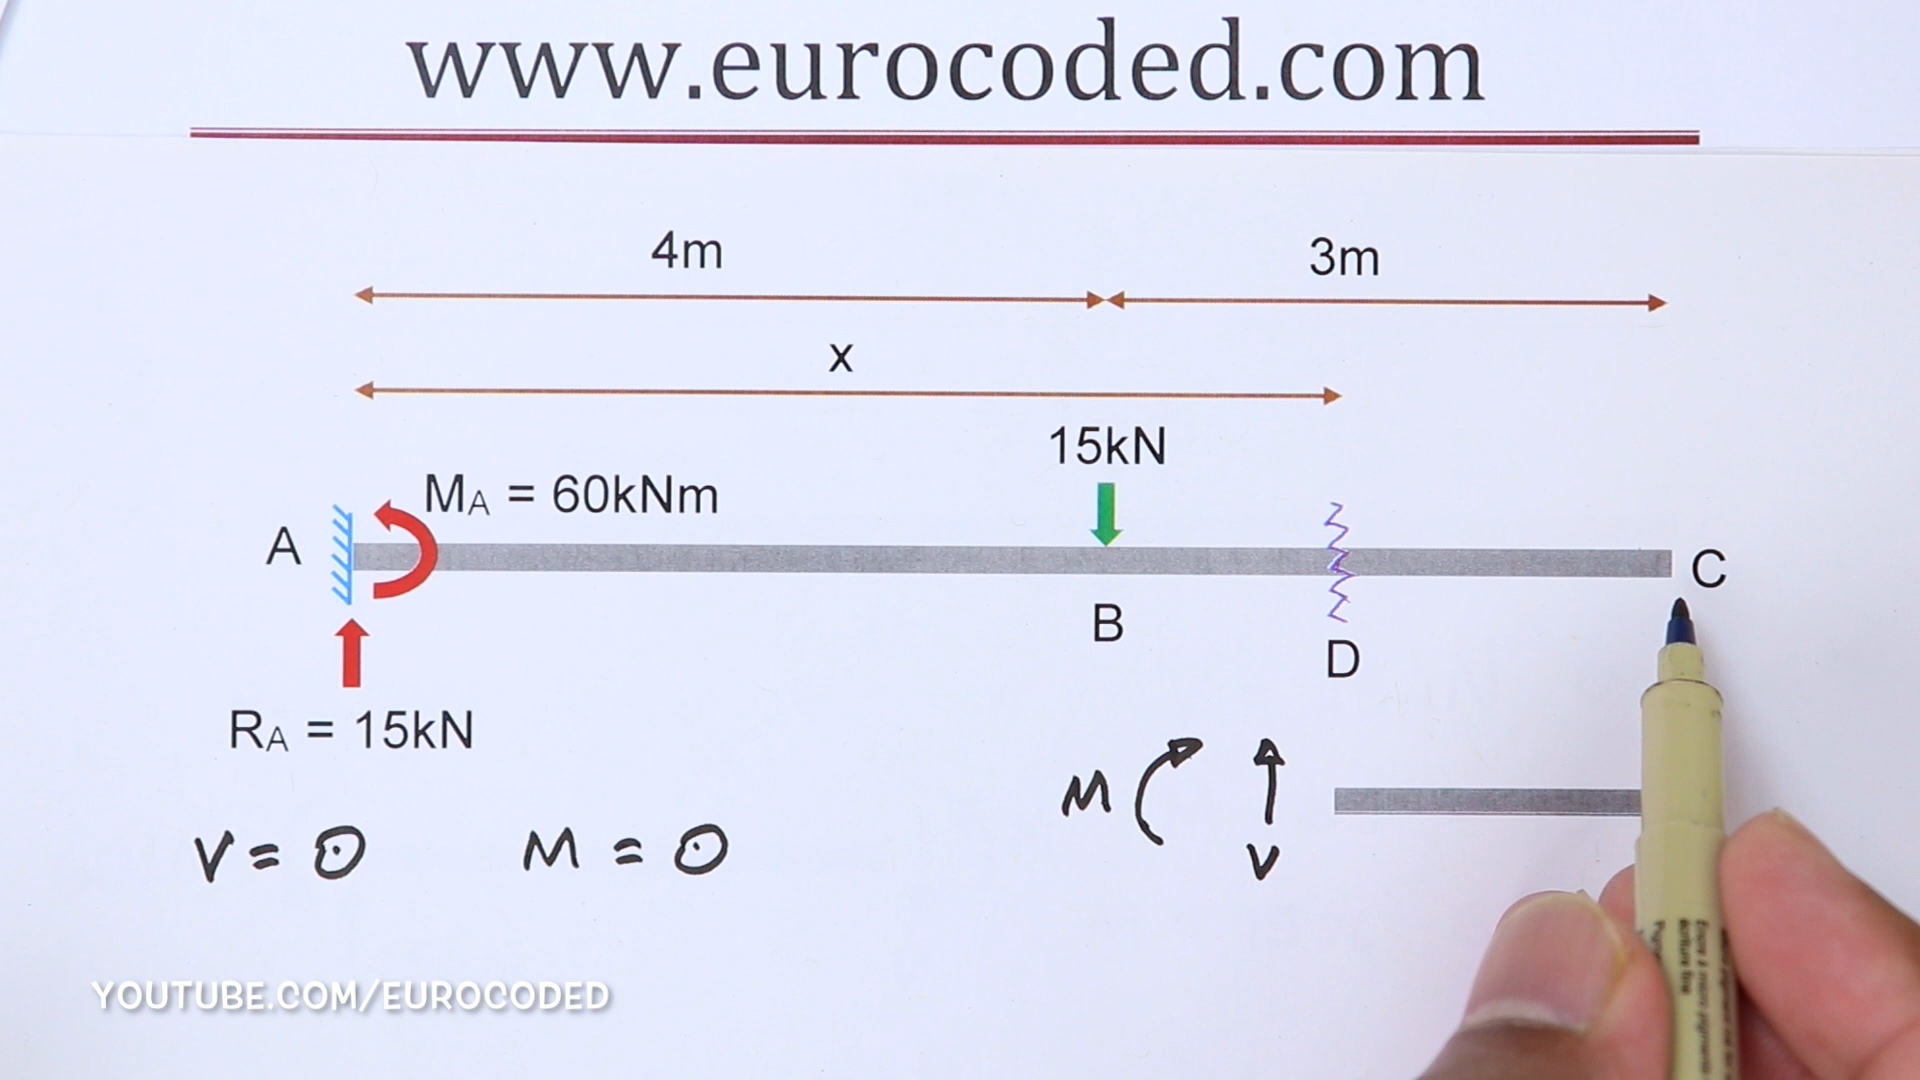 www.eurocoded.com
4m 3m
x
15kN
MA = 60kNm
A
C
B
D
RA = 15kN
M
V
V = 0 M = 0
YOUTUBE.COM/EUROCODED